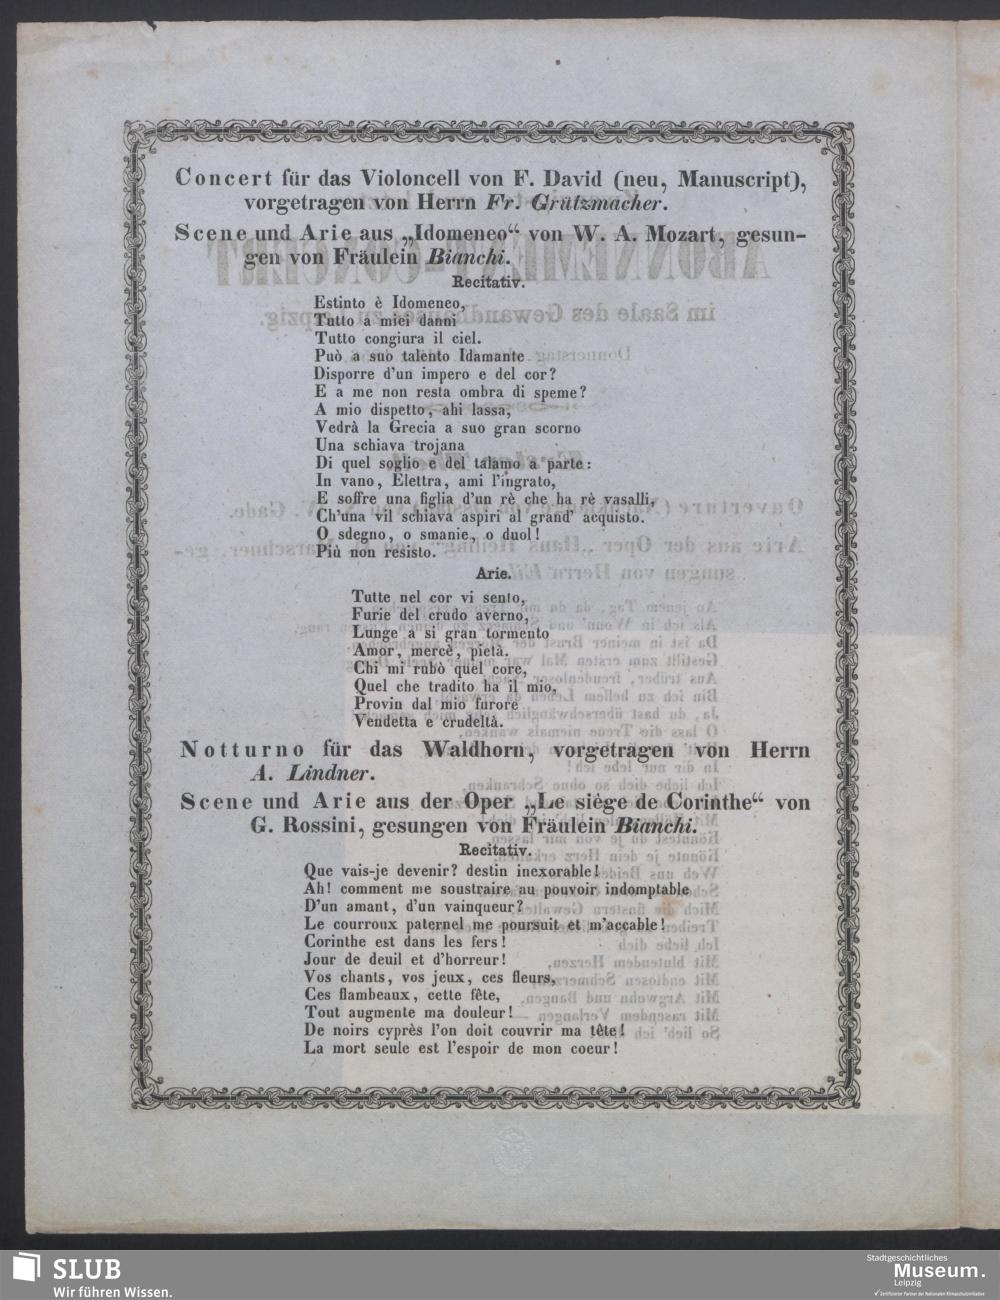 Concert für das Violoncell von F. David (neu, Manuscript),
vorgetragen von Herrn Fr. Grützmacher.
Scene und Arie aus „Idomeneo“ von W. A. Mozart, gesun-
gen von Fräulein Bianchi.
Recitativ.
Estinto è Idomeneo,
Tutto a miei danni
Tutto congiura il ciel.
Può a suo talento Idamante
Disporre d'un impero e del cor?
E a me non resta ombra di speme?
A mio dispetto, ahi lassa,
Vedrà la Grecia a suo gran scorno
Una schiava trojana
Di quel soglio e del talamo a parte:
In vano, Elettra, ami l'ingrato,
E soffre una figlia d'un rè che ha rè vasalli,
Ch'una vil schiava aspiri al grand' acquisto.
O sdegno, o smanie, o duol!
Più non resisto.
Arie.
Tutte nel cor vi sento,
Furie del crudo averno,
Lunge a si gran tormento
Amor, mercè, pietà.
Chi mi rubò quel core,
Quel che tradito ha il mio,
Provin dal mio furore
Vendetta e crudeltà.
Notturno für das Waldhorn, vorgetragen von Herrn
A. Lindner.
Scene und Arie aus der Oper „Le siège de Corinthe“ von
G. Rossini, gesungen von Fräulein Bianchi.
Recitativ.
Que vais-je devenir? destin inexorable!
Ah! comment me soustraire au pouvoir indomptable
D'un amant, d'un vainqueur?
Le courroux paternel me poursuit et m'accable!
Corinthe est dans les fers!
Jour de deuil et d'horreur!
Vos chants, vos jeux, ces fleurs,
Ces flambeaux, cette fête,
Tout augmente ma douleur!
De noirs cyprès l'on doit couvrir ma tête!
La mort seule est l'espoir de mon coeur!
SLUB
Wir führen Wissen.
Stadtgeschichtliches
Museum.
Leipzig
Zertifizierter Partner der Nationalen Klimaschutzinitiative